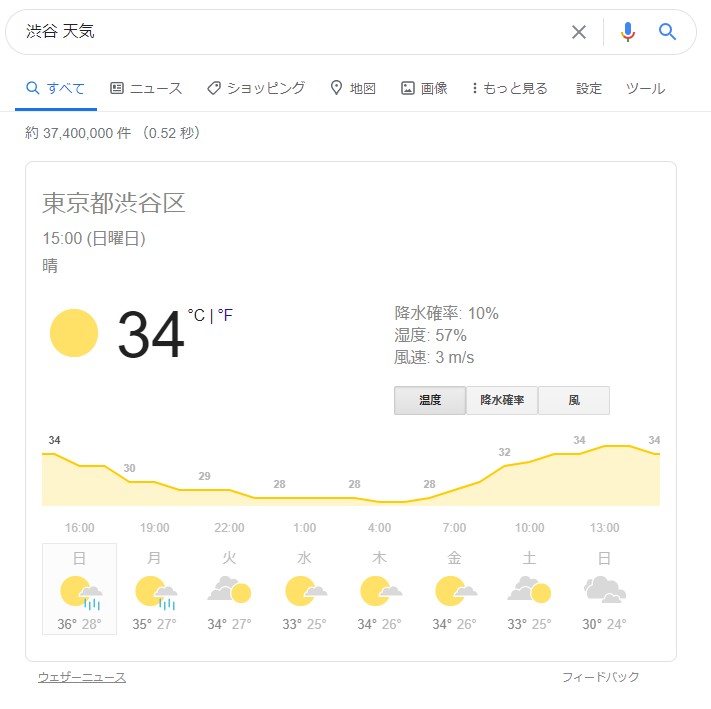 渋谷 天気
すべて ニュース ショッピング 地図 画像 もっと見る 設定 ツール
約 37,400,000 件 （0.52 秒）
東京都渋谷区
15:00 (日曜日)
晴
34 °C | °F
降水確率: 10%
湿度: 57%
風速: 3 m/s
温度 降水確率 風
34 30 29 28 28 28 32 34 34
16:00 19:00 22:00 1:00 4:00 7:00 10:00 13:00
日 月 火 水 木 金 土 日
36° 28° 35° 27° 34° 27° 33° 25° 34° 26° 34° 26° 33° 25° 30° 24°
ウェザーニュース フィードバック